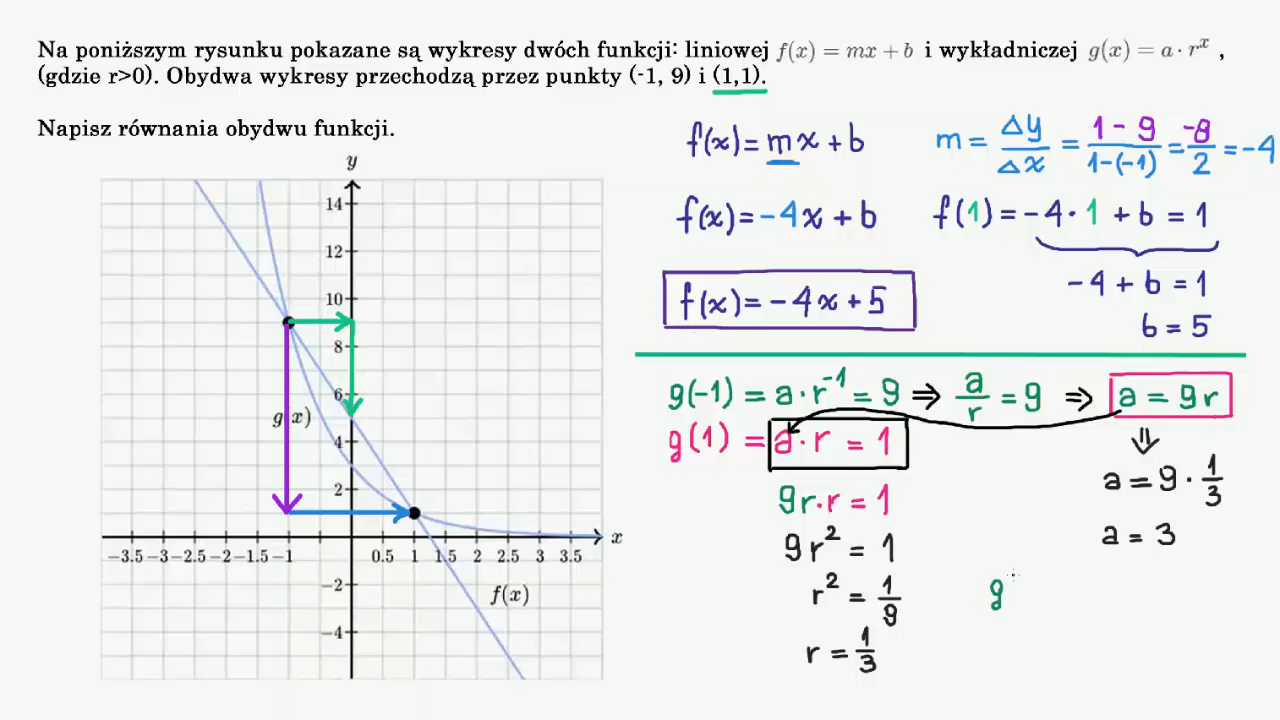 Na poniższym rysunku pokazane są wykresy dwóch funkcji: liniowej f(x) = mx + b i wykładniczej g(x) = a · r^x ,
(gdzie r>0). Obydwa wykresy przechodzą przez punkty (-1, 9) i (1,1).
Napisz równania obydwu funkcji.
f(x) = mx + b
m = Δy/Δx = (1 - 9)/(1-(-1)) = -8/2 = -4
f(x) = -4x + b
f(1) = -4 · 1 + b = 1
-4 + b = 1
b = 5
f(x) = -4x + 5
g(-1) = a · r^-1 = 9 ⇒ a/r = 9 ⇒ a = 9r
g(1) = a · r = 1
9r · r = 1
9r^2 = 1
r^2 = 1/9
r = 1/3
⇓
a = 9 · 1/3
a = 3
g
y
14
12
10
8
6
4
2
-2
-4
-3.5 -3 -2.5 -2 -1.5 -1 0.5 1 1.5 2 2.5 3 3.5
x
g(x)
f(x)